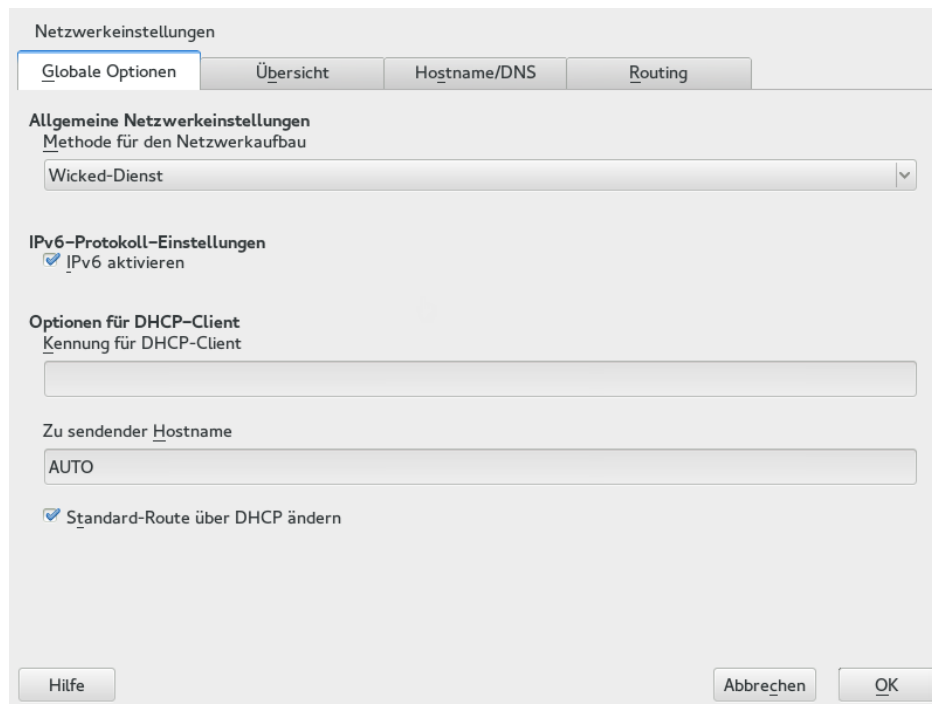 Netzwerkeinstellungen
Globale Optionen
Übersicht
Hostname/DNS
Routing
Allgemeine Netzwerkeinstellungen
Methode für den Netzwerkaufbau
Wicked-Dienst
IPv6-Protokoll-Einstellungen
IPv6 aktivieren
Optionen für DHCP-Client
Kennung für DHCP-Client
Zu sendender Hostname
AUTO
Standard-Route über DHCP ändern
Hilfe
Abbrechen
OK